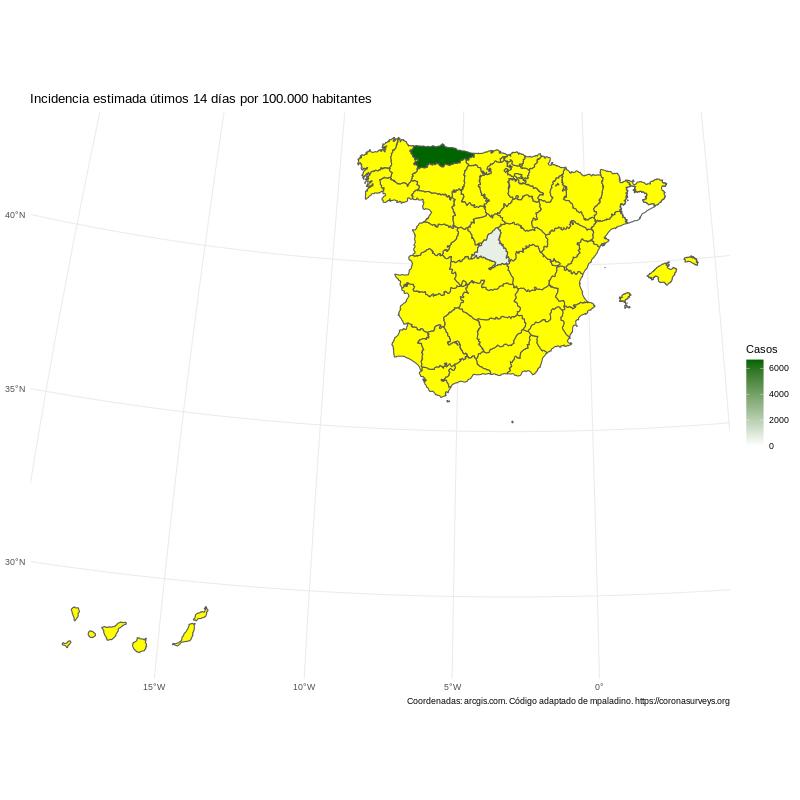 Incidencia estimada útimos 14 días por 100.000 habitantes
40°N
35°N
30°N
15°W
10°W
5°W
0°
Casos
6000
4000
2000
0
Coordenadas: arcgis.com. Código adaptado de mpaladino. https://coronasurveys.org